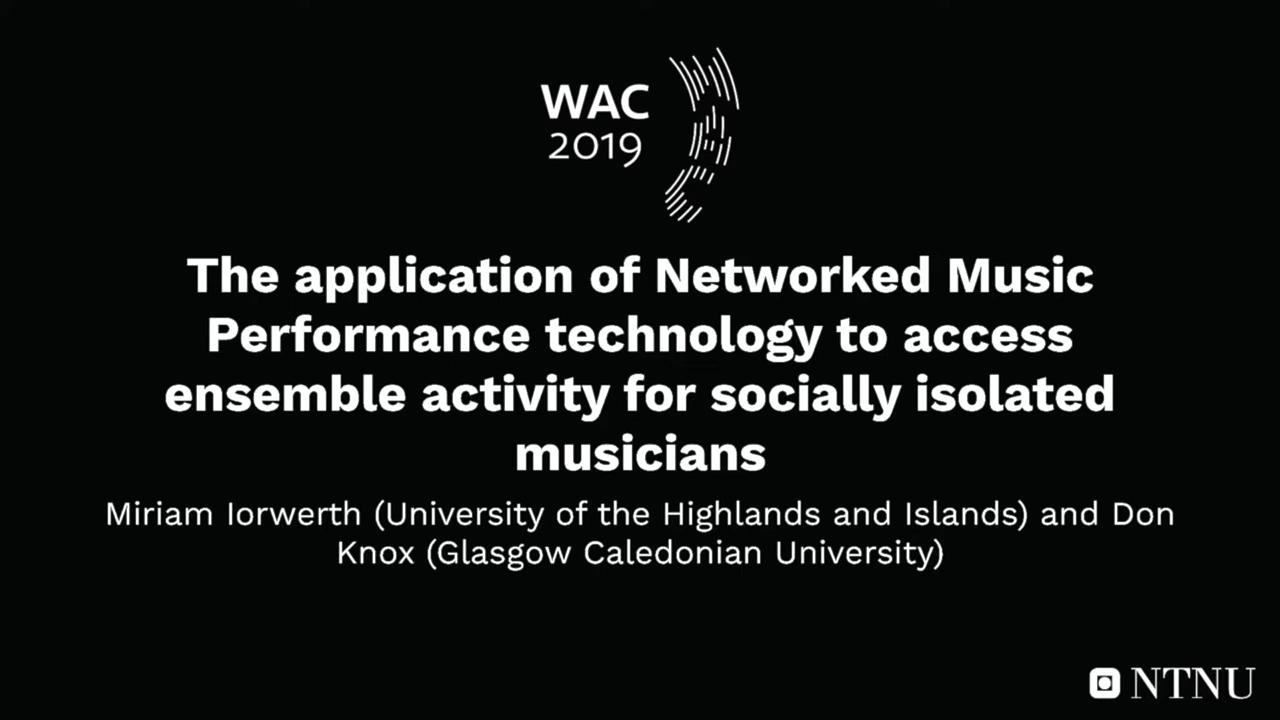 WAC
2019
The application of Networked Music
Performance technology to access
ensemble activity for socially isolated
musicians
Miriam Iorwerth (University of the Highlands and Islands) and Don
Knox (Glasgow Caledonian University)
NTNU